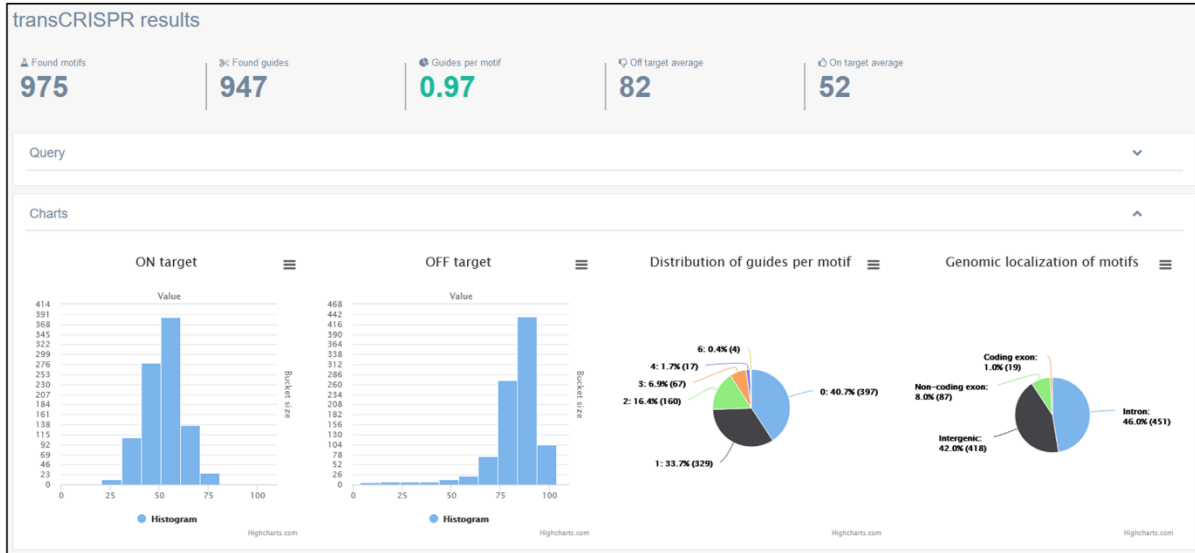 transCRISPR results
Found motifs
975
Found guides
947
Guides per motif
0.97
Off target average
82
On target average
52
Query
Charts
ON target
Value
414
391
368
345
322
299
276
253
230
207
184
161
138
115
92
69
46
23
0
0 25 50 75 100
Bucket size
Histogram
Highcharts.com
OFF target
Value
468
442
416
390
364
338
312
286
260
234
208
182
156
130
104
78
52
26
0
0 25 50 75 100
Bucket size
Histogram
Highcharts.com
Distribution of guides per motif
6: 0.4% (4)
4: 1.7% (17)
3: 6.9% (67)
2: 16.4% (160)
0: 40.7% (397)
1: 33.7% (329)
Highcharts.com
Genomic localization of motifs
Coding exon:
1.0% (19)
Non-coding exon:
8.0% (87)
Intron:
46.0% (451)
Intergenic:
42.0% (418)
Highcharts.com